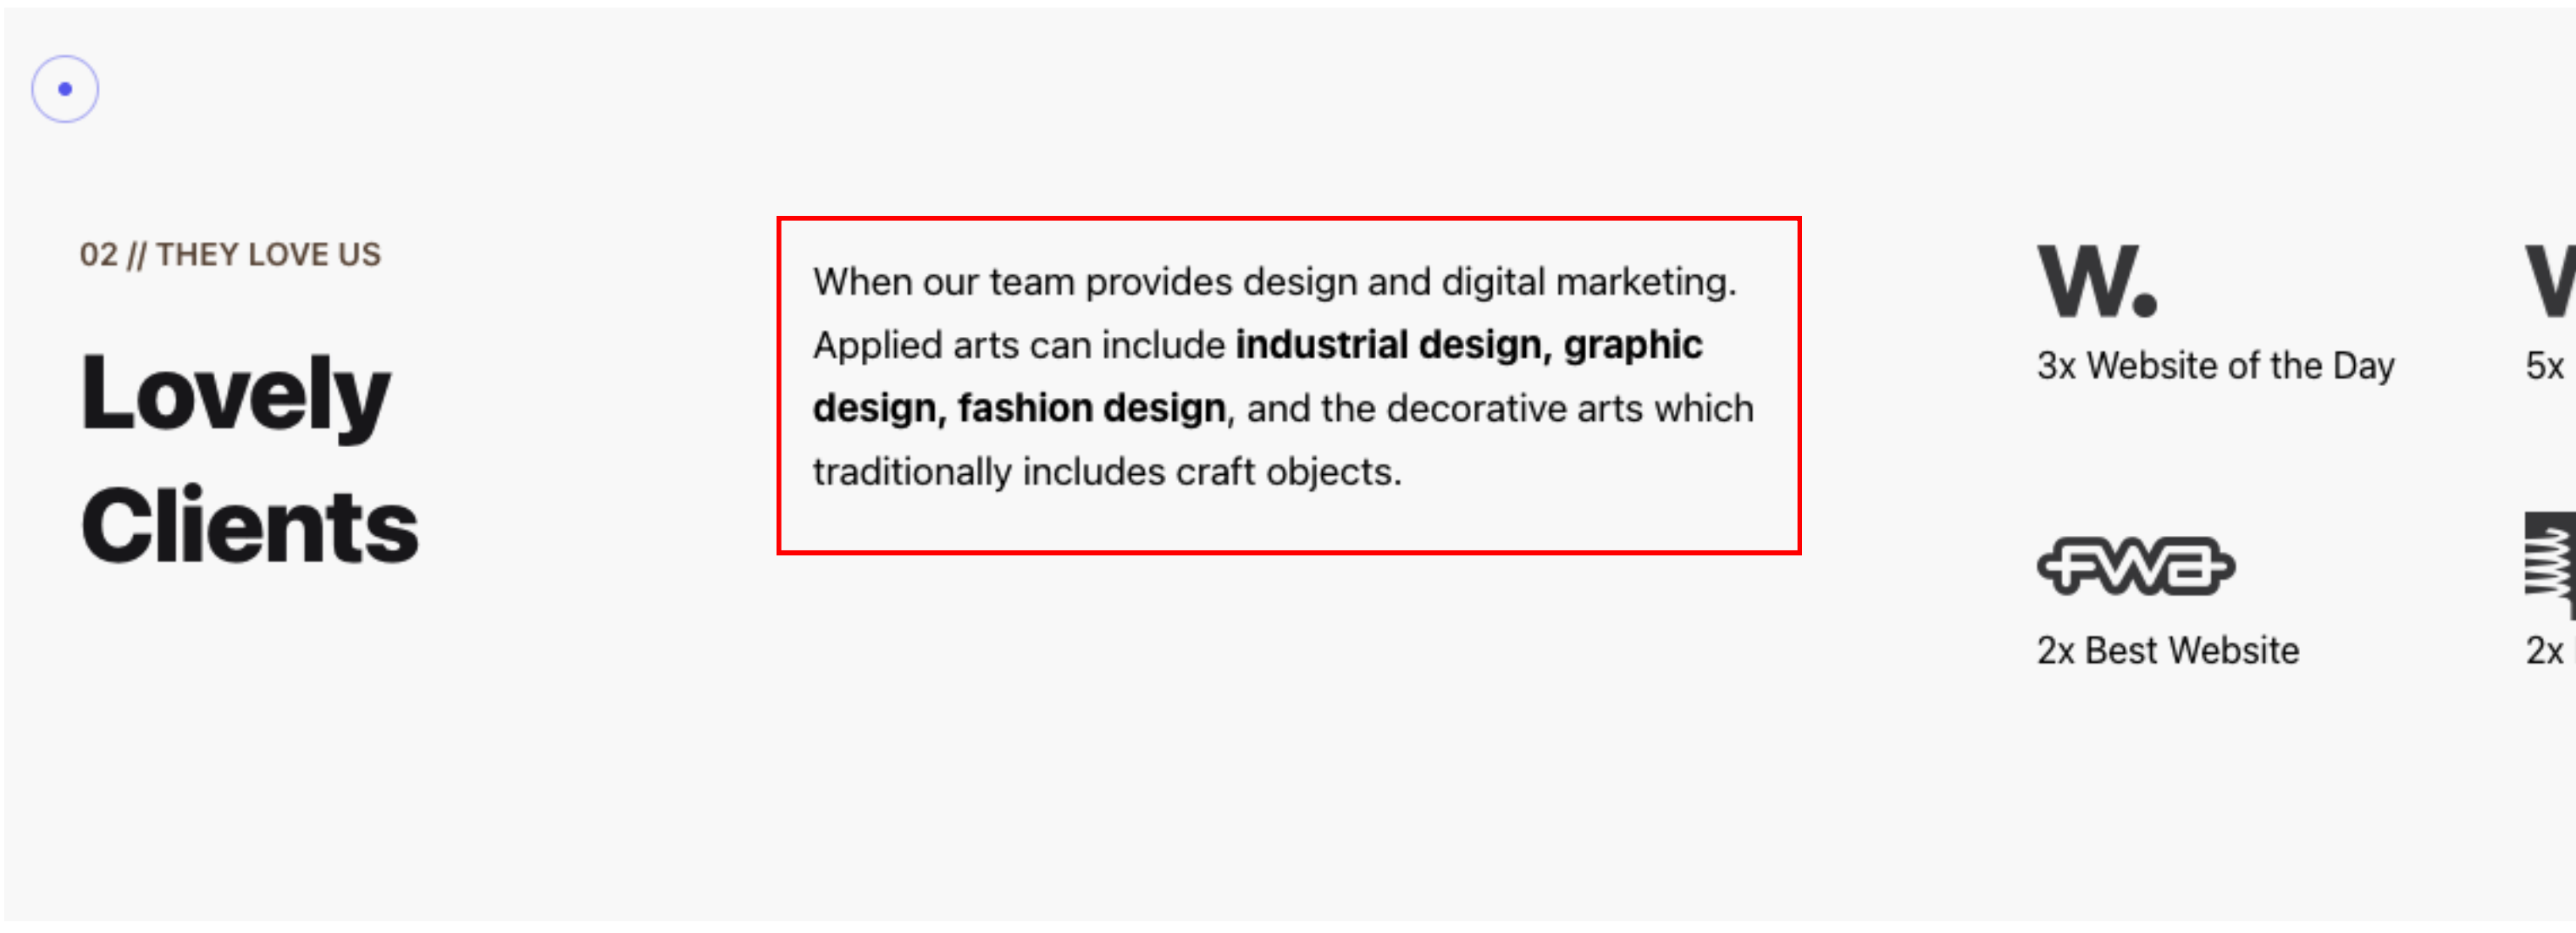 02 // THEY LOVE US
Lovely
Clients
When our team provides design and digital marketing.
Applied arts can include industrial design, graphic
design, fashion design, and the decorative arts which
traditionally includes craft objects.
W.
3x Website of the Day
5x
fwa
2x Best Website
2x